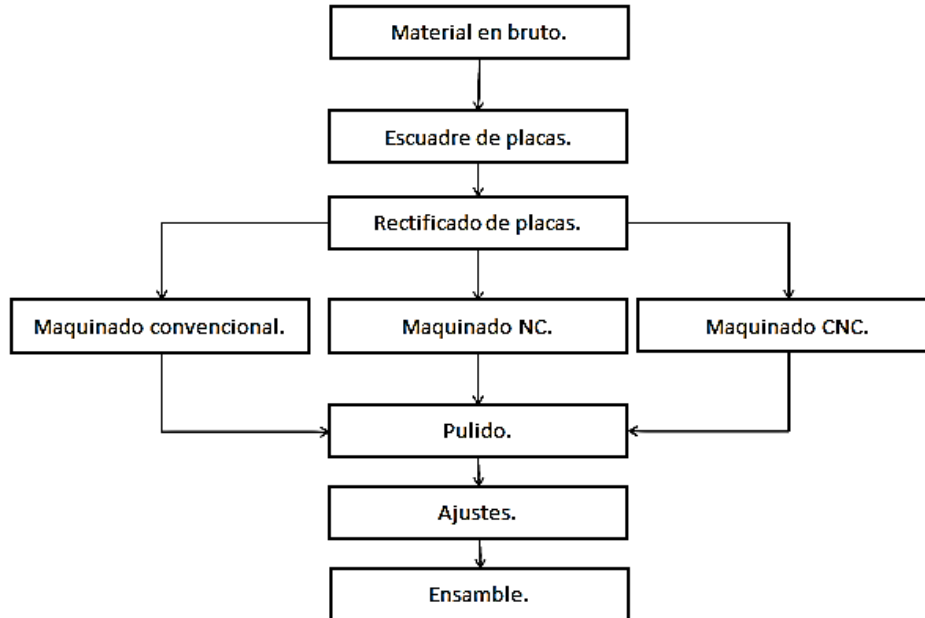 Material en bruto.
Escuadre de placas.
Rectificado de placas.
Maquinado convencional.
Maquinado NC.
Maquinado CNC.
Pulido.
Ajustes.
Ensamble.